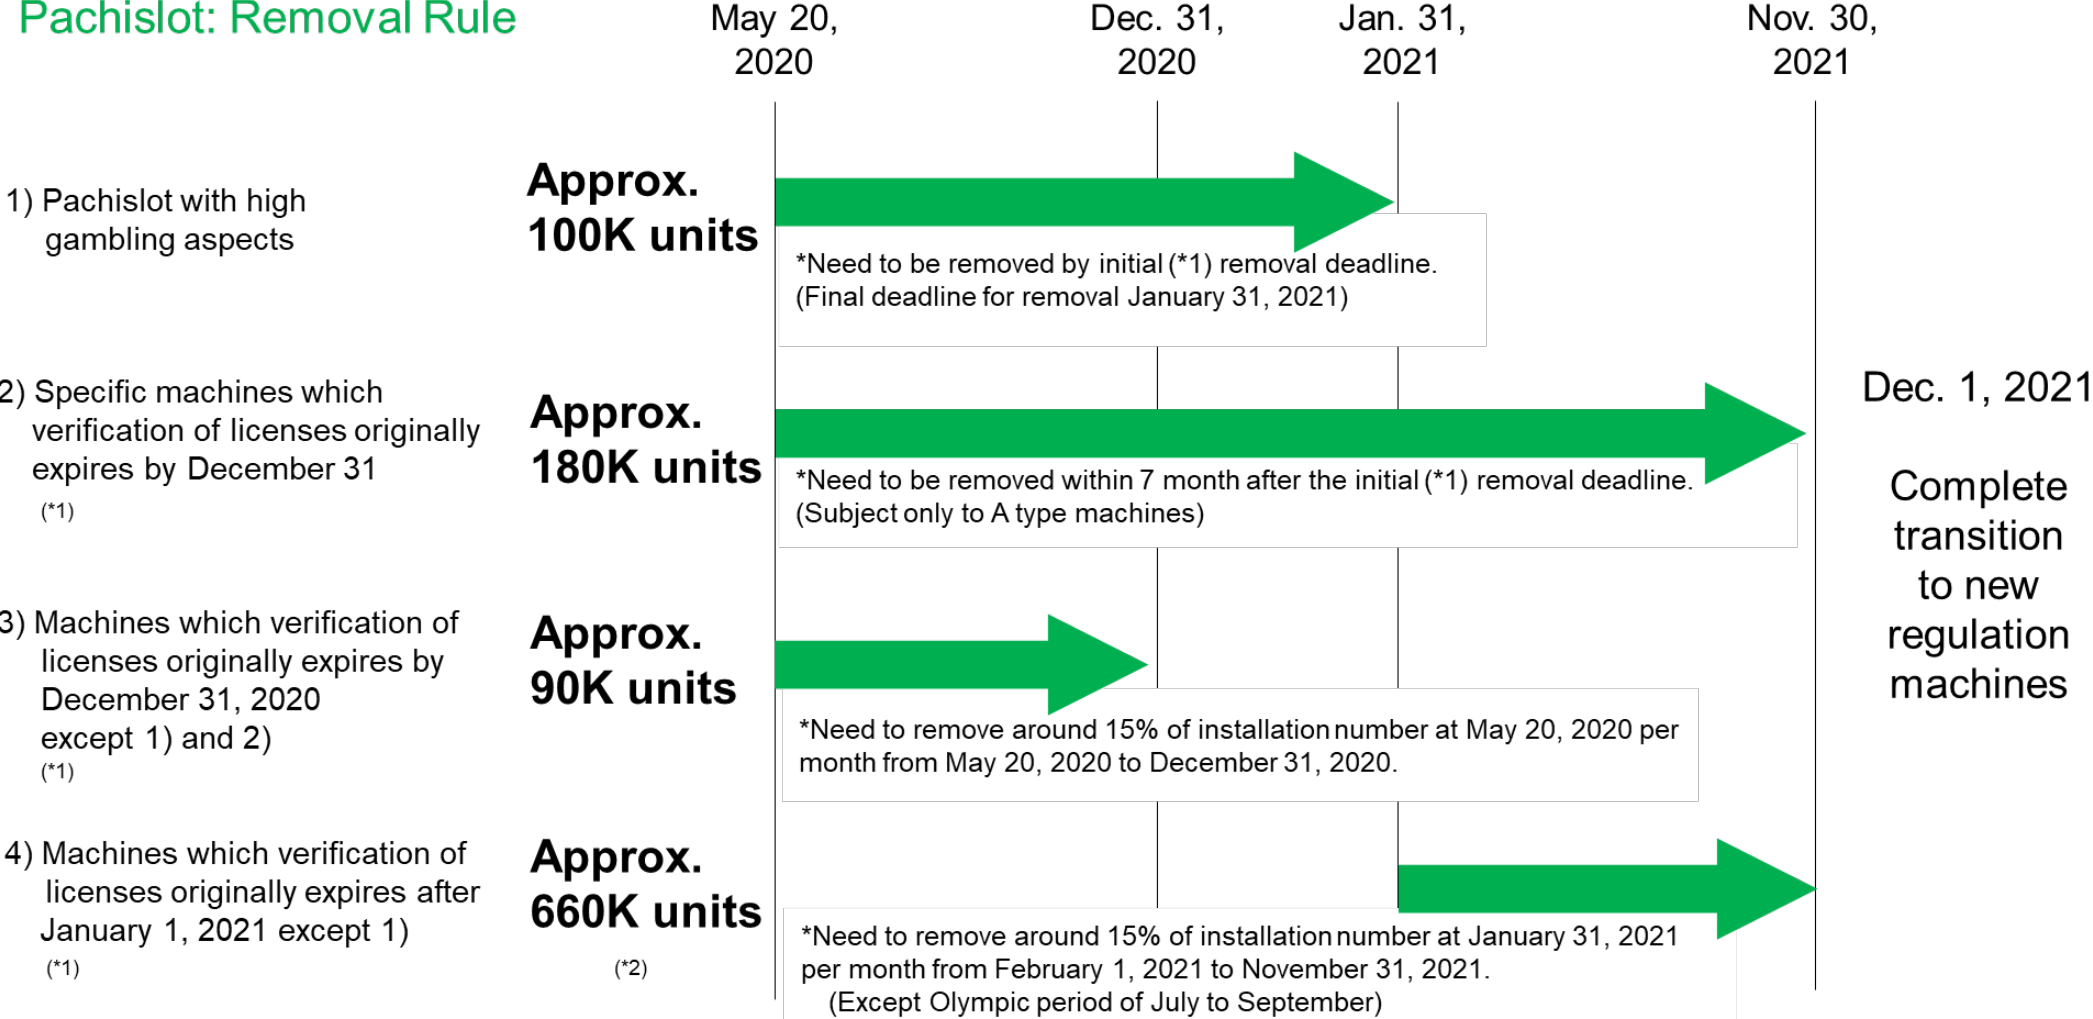 Pachislot: Removal Rule
May 20,
2020
Dec. 31,
2020
Jan. 31,
2021
Nov. 30,
2021
1) Pachislot with high
gambling aspects
Approx.
100K units
*Need to be removed by initial (*1) removal deadline.
(Final deadline for removal January 31, 2021)
2) Specific machines which
verification of licenses originally
expires by December 31
(*1)
Approx.
180K units
*Need to be removed within 7 month after the initial (*1) removal deadline.
(Subject only to A type machines)
3) Machines which verification of
licenses originally expires by
December 31, 2020
except 1) and 2)
(*1)
Approx.
90K units
*Need to remove around 15% of installation number at May 20, 2020 per
month from May 20, 2020 to December 31, 2020.
4) Machines which verification of
licenses originally expires after
January 1, 2021 except 1)
(*1)
Approx.
660K units
(*2)
*Need to remove around 15% of installation number at January 31, 2021
per month from February 1, 2021 to November 31, 2021.
(Except Olympic period of July to September)
Dec. 1, 2021
Complete
transition
to new
regulation
machines